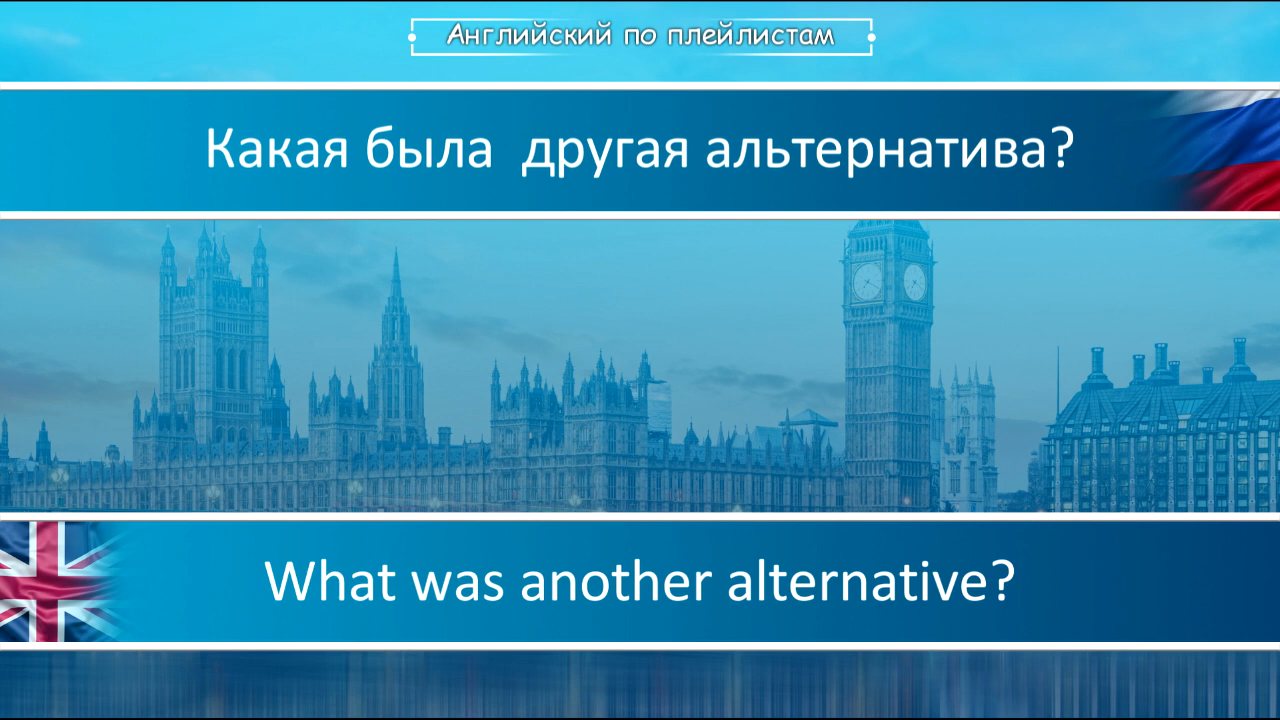 Английский по плейлистам
Какая была  другая альтернатива?
What was another alternative?